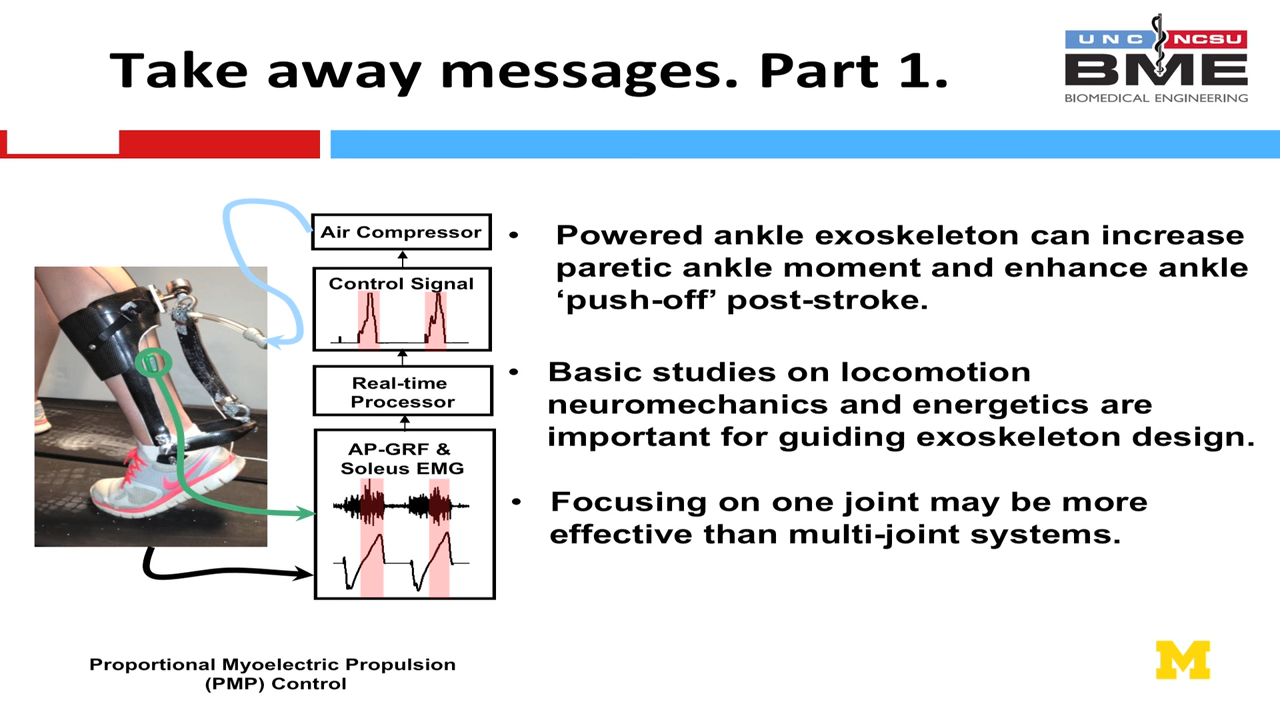 Take away messages. Part 1.
UNC NCSU
BME
BIOMEDICAL ENGINEERING
Air Compressor
Control Signal
Real-time
Processor
AP-GRF &
Soleus EMG
Proportional Myoelectric Propulsion
(PMP) Control
• Powered ankle exoskeleton can increase
paretic ankle moment and enhance ankle
‘push-off’ post-stroke.
• Basic studies on locomotion
neuromechanics and energetics are
important for guiding exoskeleton design.
• Focusing on one joint may be more
effective than multi-joint systems.
M